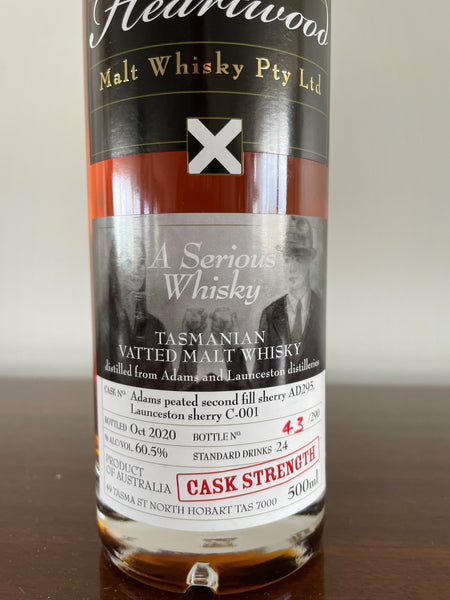 Heartwood
Malt Whisky Pty Ltd
X
A Serious
Whisky
TASMANIAN
VATTED MALT WHISKY
distilled from Adams and Launceston distilleries
CASK Nº. Adams peated second fill sherry AD295,
Launceston sherry C-001
BOTTLED Oct 2020 BOTTLE Nº. 43 /290
% ALC/VOL 60.5% STANDARD DRINKS 24
PRODUCT
OF AUSTRALIA CASK STRENGTH 500ml
69 TASMA ST NORTH HOBART TAS 7000